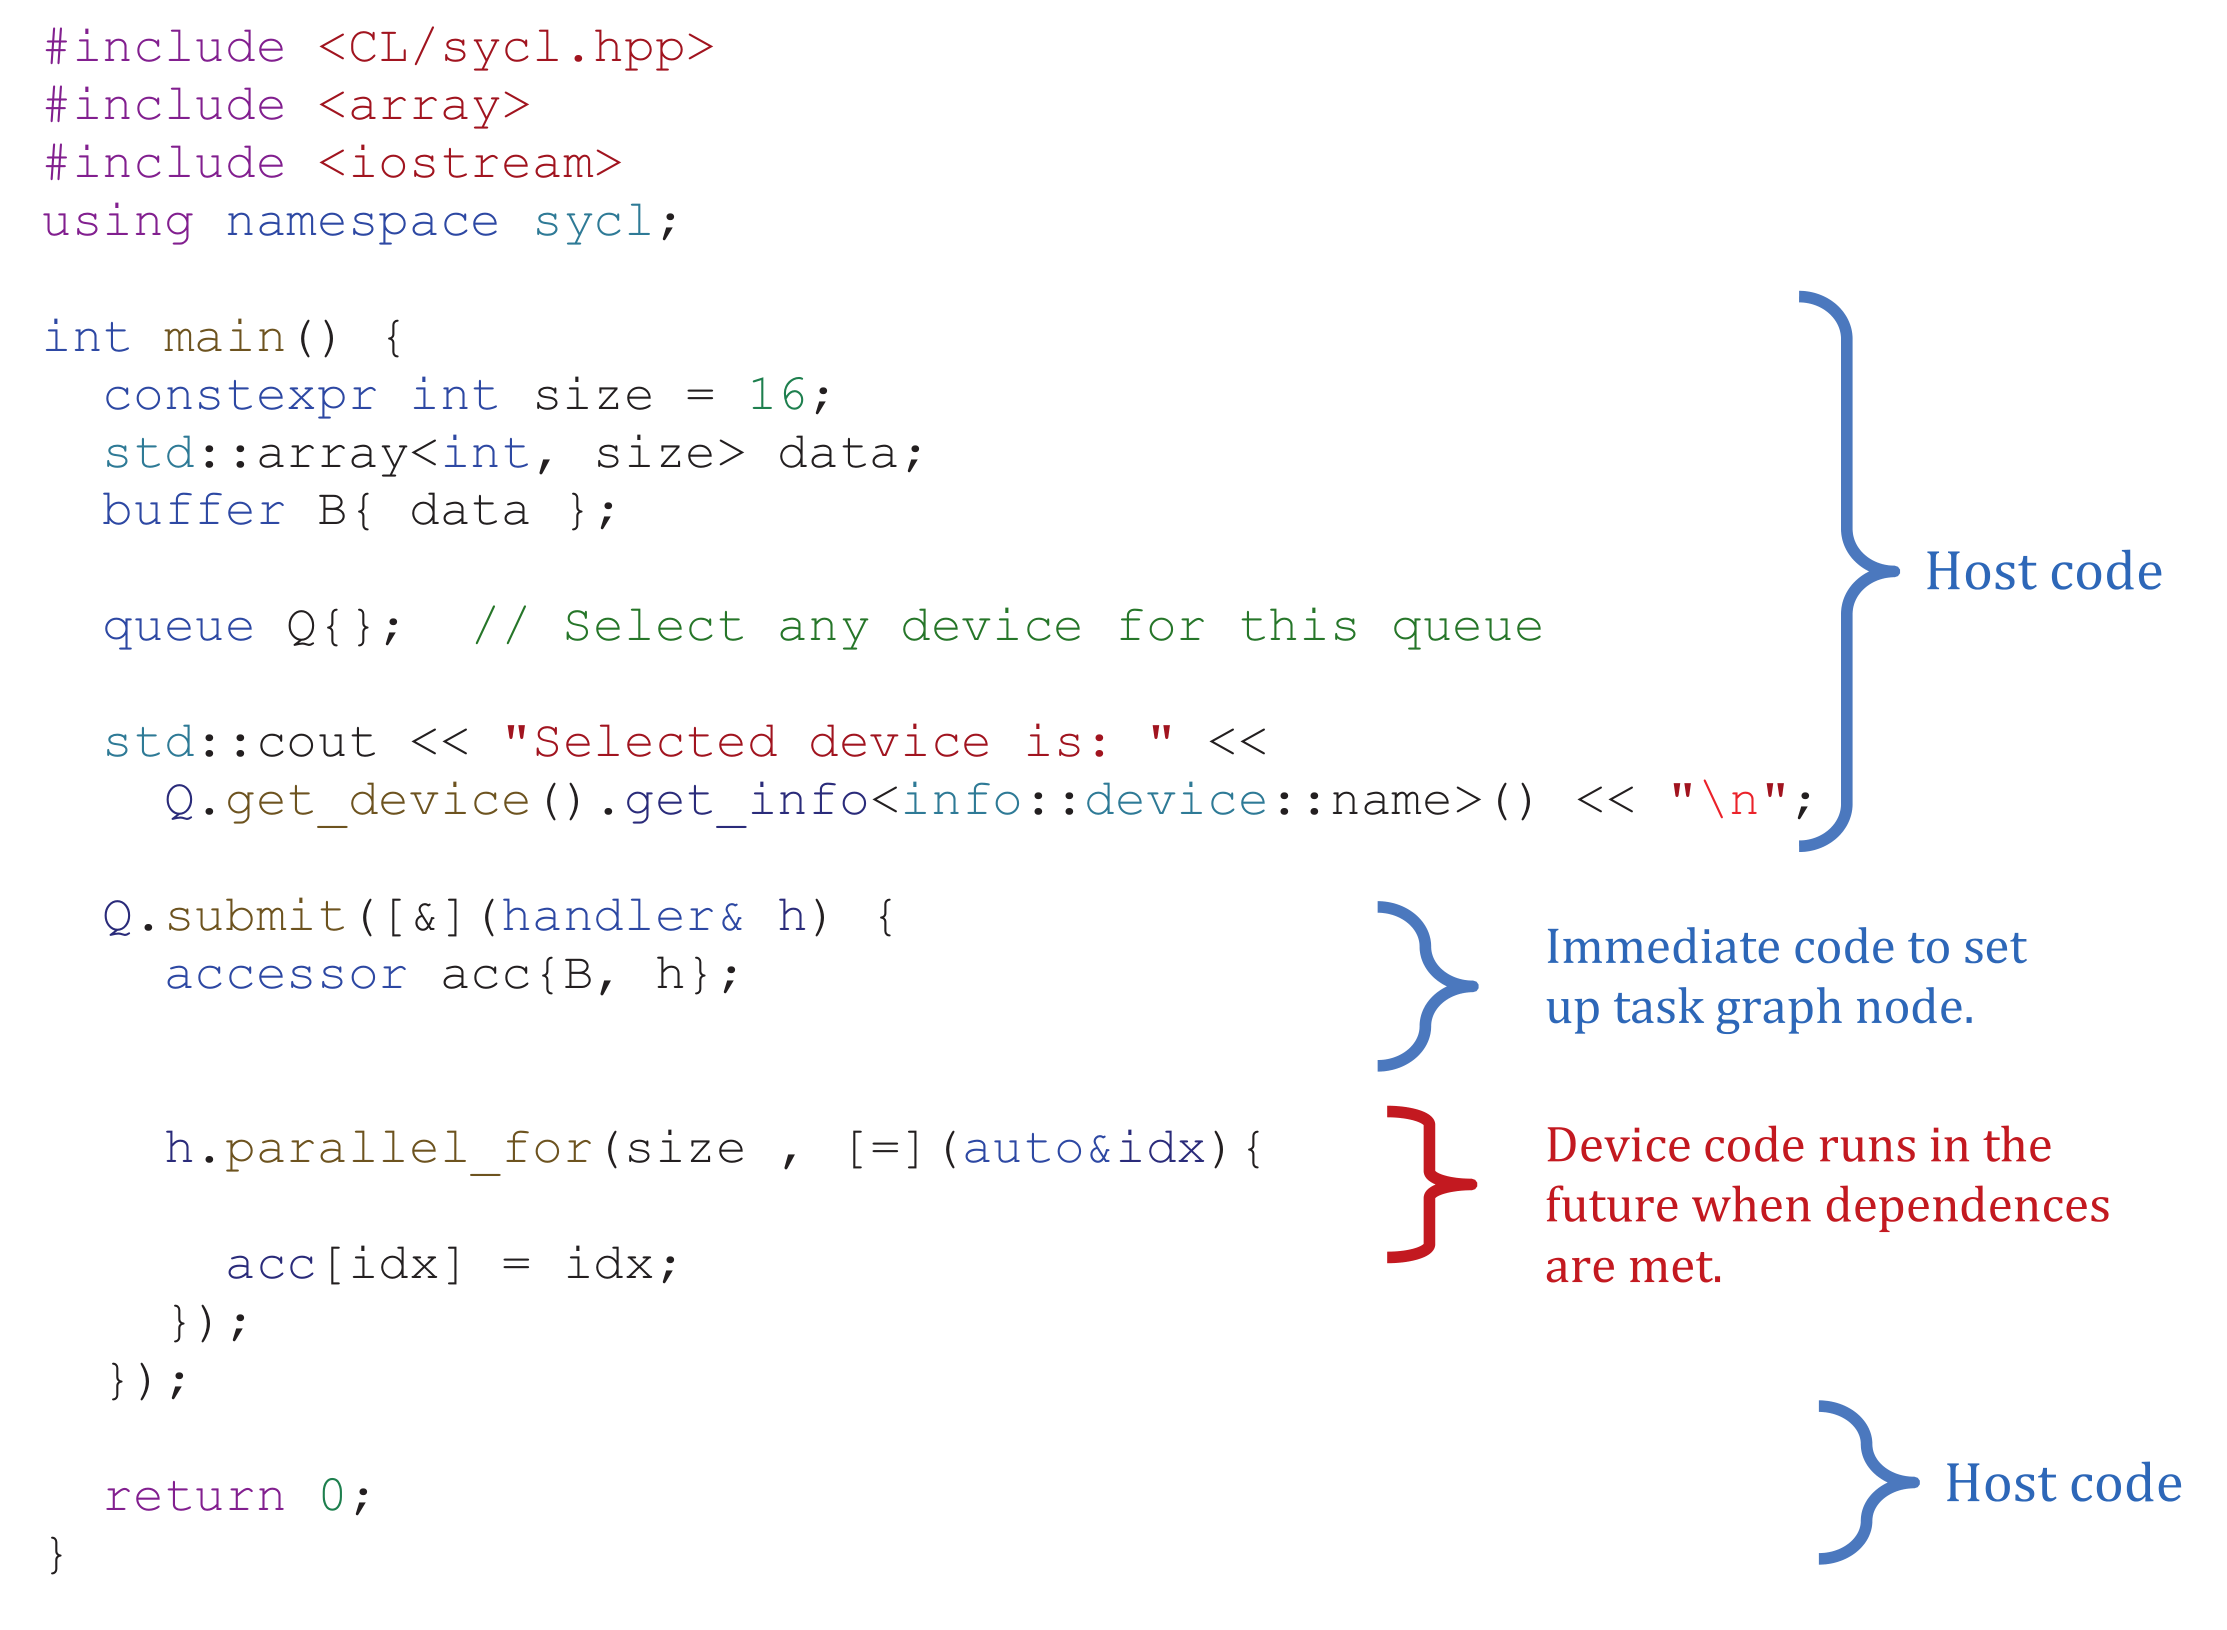 #include <CL/sycl.hpp>
#include <array>
#include <iostream>
using namespace sycl;
int main() {
constexpr int size = 16;
std::array<int, size> data;
buffer B{ data };
Host code
queue Q{};  // Select any device for this queue
std::cout << "Selected device is: " <<
Q.get_device().get_info<info::device::name>() << "\n";
Q.submit([&](handler& h) {
accessor acc{B, h};
Immediate code to set
up task graph node.
h.parallel_for(size , [=](auto&idx){
acc[idx] = idx;
});
Device code runs in the
future when dependences
are met.
});
return 0;
}
Host code